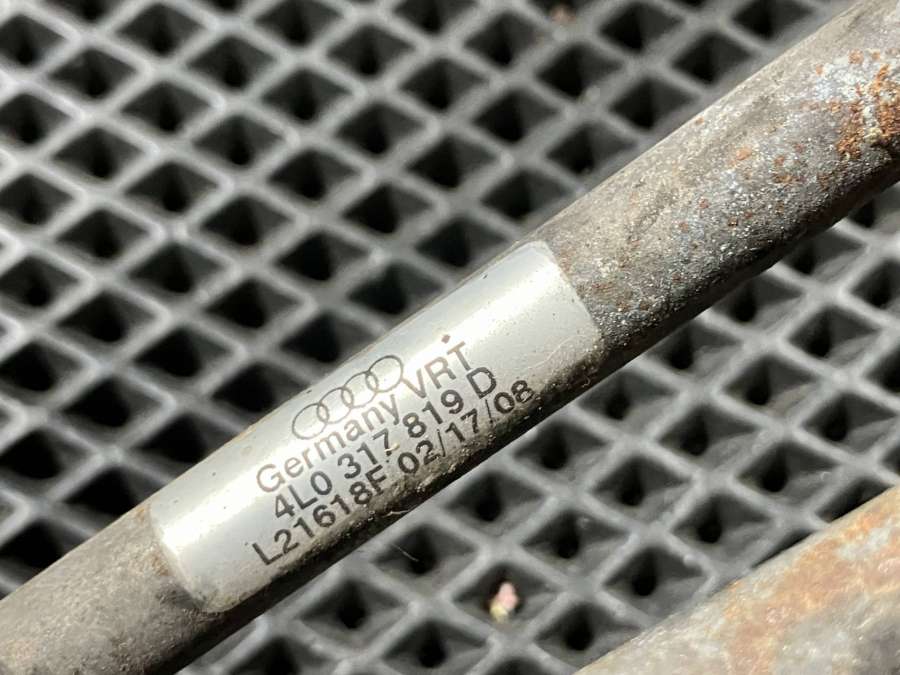 Germany VRT
4L0 317 819 D
L21618F 02/17/08